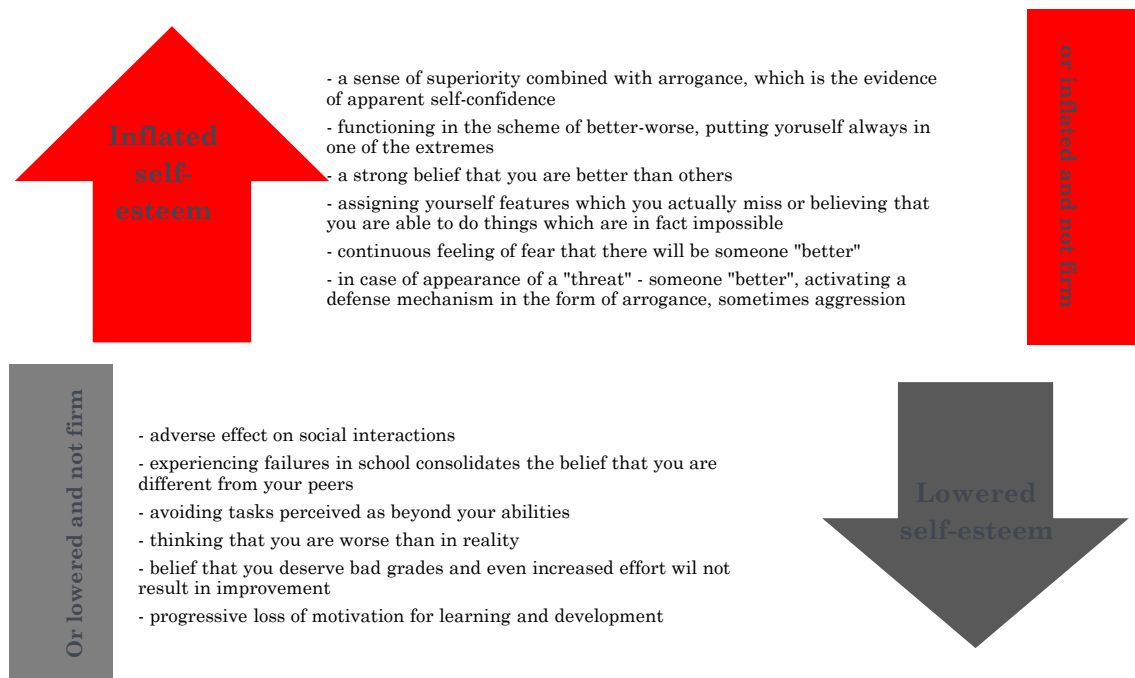 Inflated
self-
esteem
- a sense of superiority combined with arrogance, which is the evidence
of apparent self-confidence
- functioning in the scheme of better-worse, putting yoruself always in
one of the extremes
- a strong belief that you are better than others
- assigning yourself features which you actually miss or believing that
you are able to do things which are in fact impossible
- continuous feeling of fear that there will be someone "better"
- in case of appearance of a "threat" - someone "better", activating a
defense mechanism in the form of arrogance, sometimes aggression
or inflated and not firm
Or lowered and not firm
- adverse effect on social interactions
- experiencing failures in school consolidates the belief that you are
different from your peers
- avoiding tasks perceived as beyond your abilities
- thinking that you are worse than in reality
- belief that you deserve bad grades and even increased effort wil not
result in improvement
- progressive loss of motivation for learning and development
Lowered
self-esteem